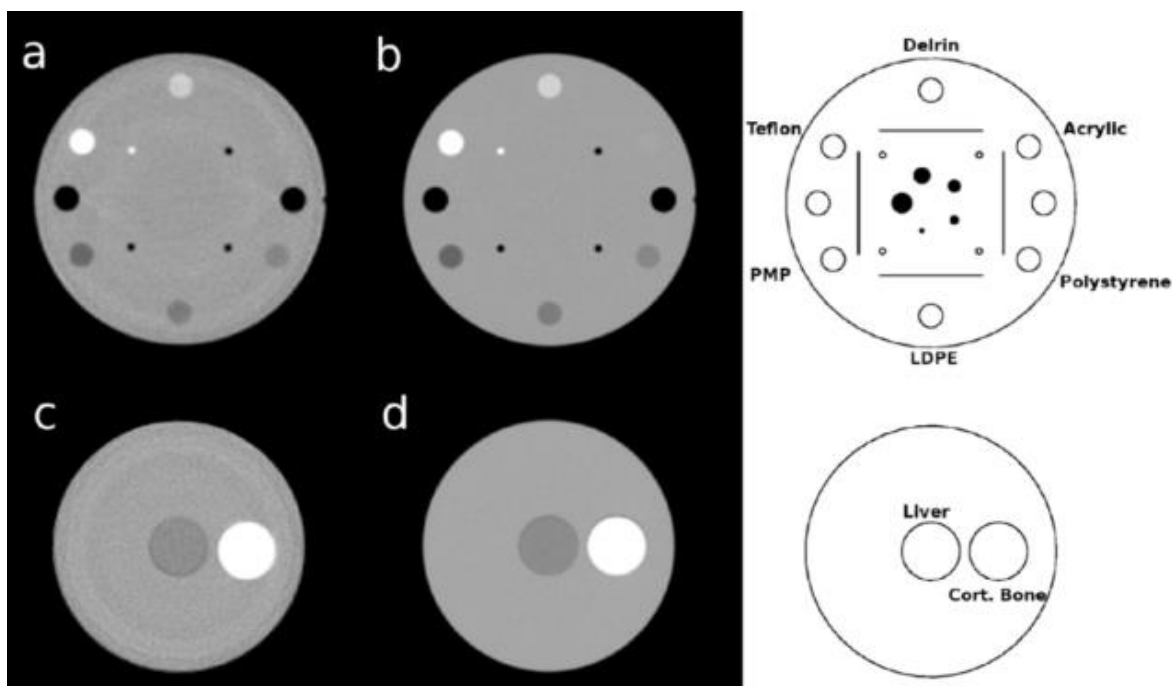 a
b
Delrin
Teflon
Acrylic
PMP
Polystyrene
LDPE
c
d
Liver
Cort. Bone